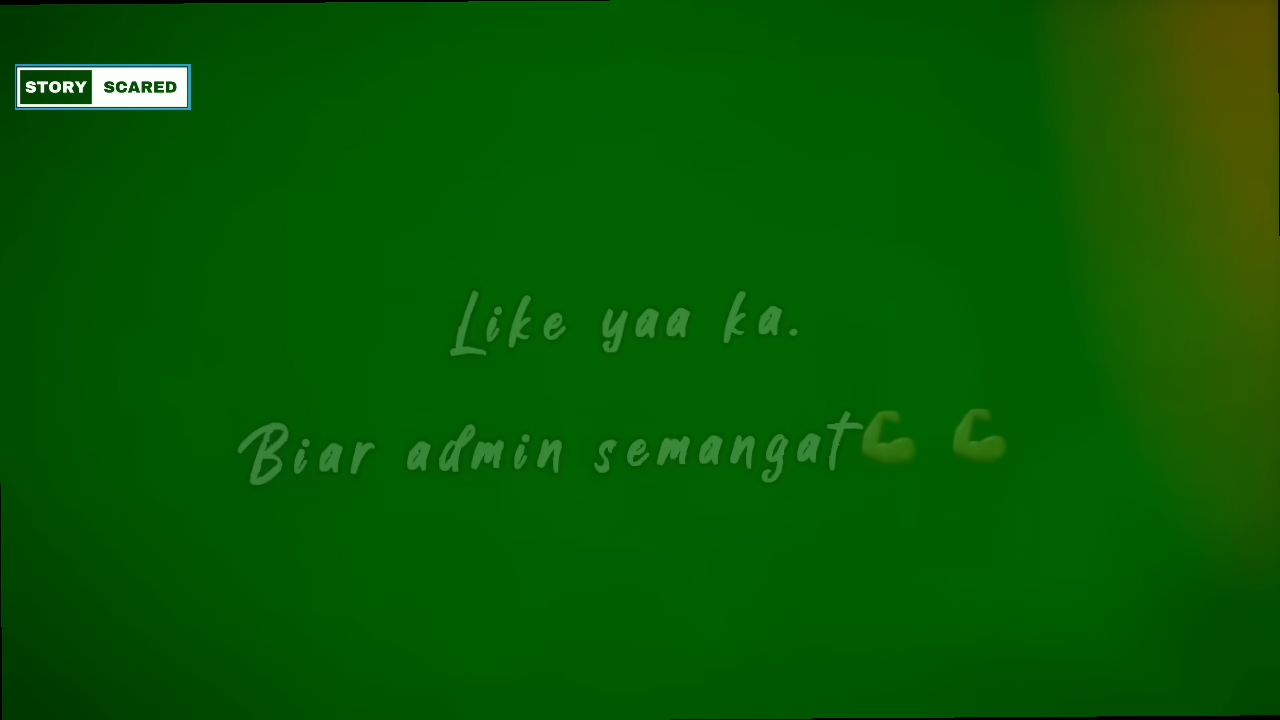 STORY SCARED
Like yaa ka.
Biar admin semangat💪 💪